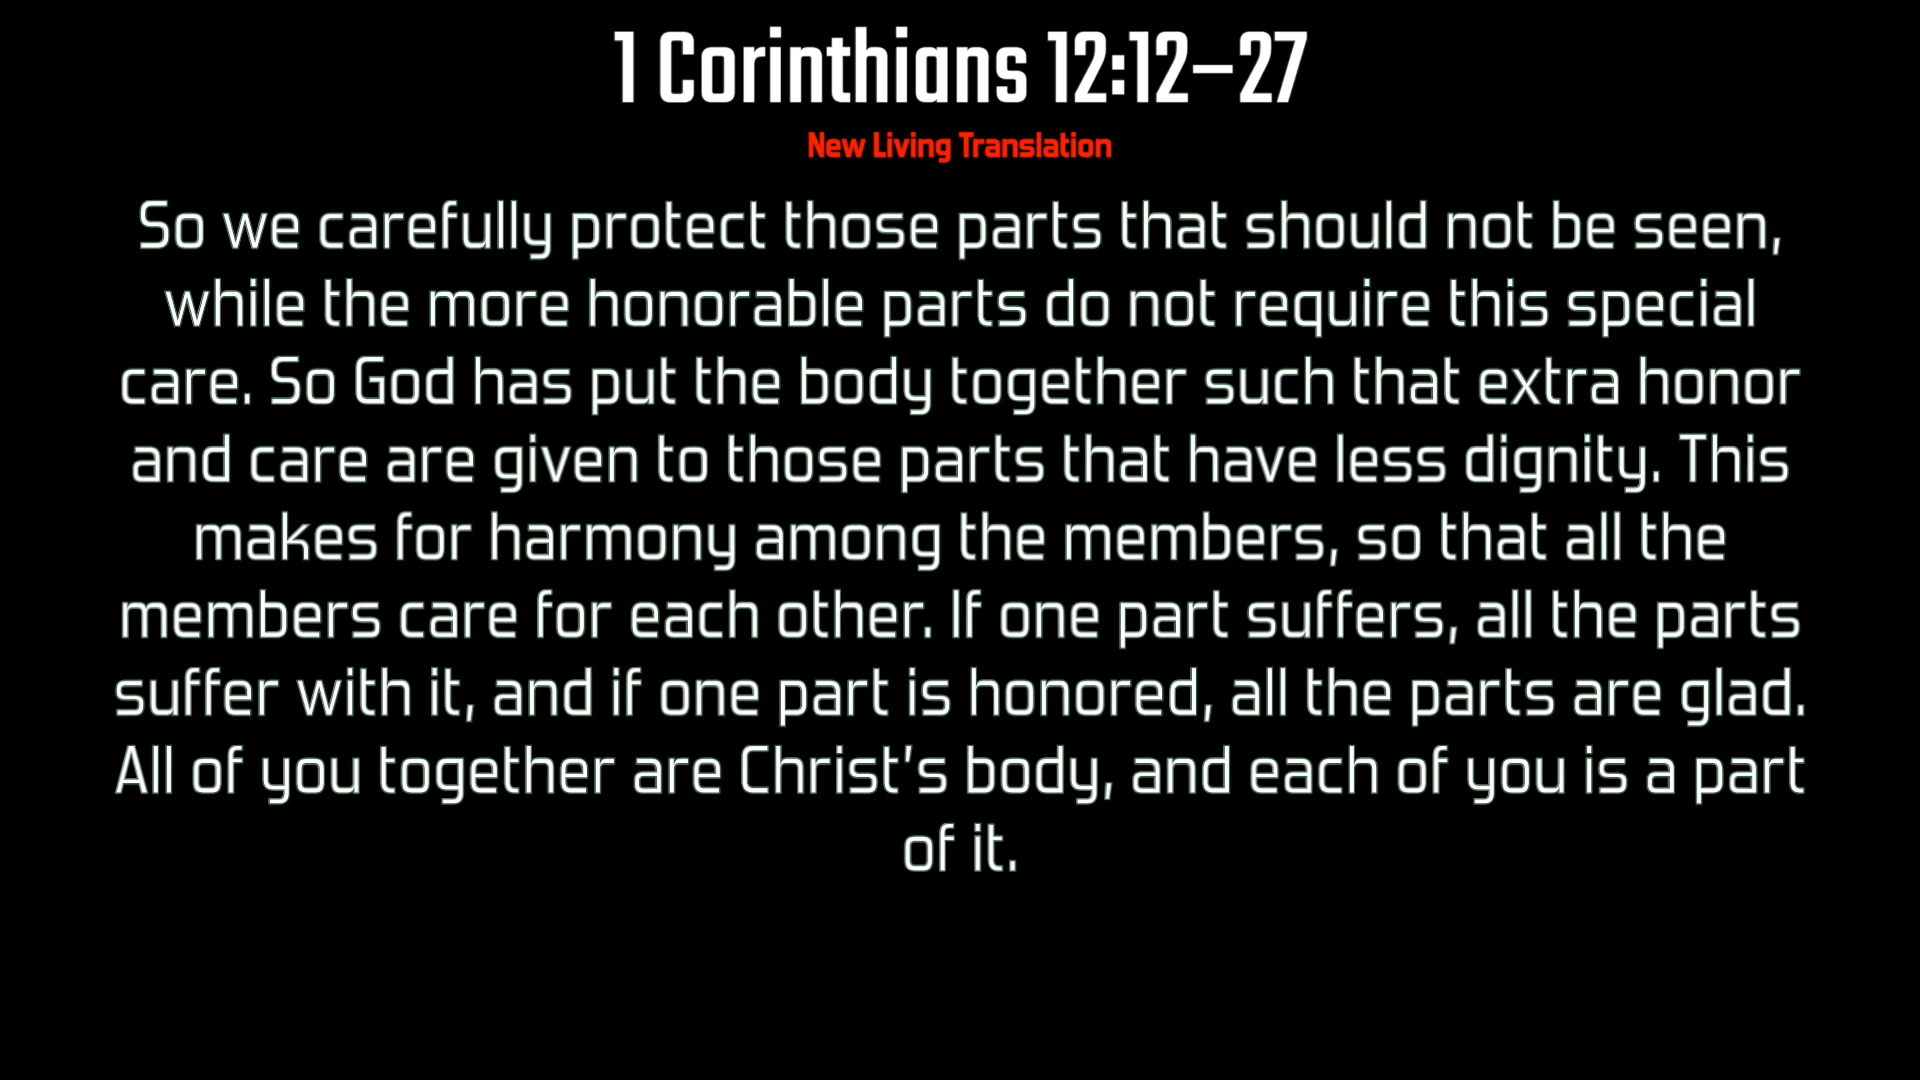 1 Corinthians 12:12–27
New Living Translation
So we carefully protect those parts that should not be seen,
while the more honorable parts do not require this special
care. So God has put the body together such that extra honor
and care are given to those parts that have less dignity. This
makes for harmony among the members, so that all the
members care for each other. If one part suffers, all the parts
suffer with it, and if one part is honored, all the parts are glad.
All of you together are Christ’s body, and each of you is a part
of it.